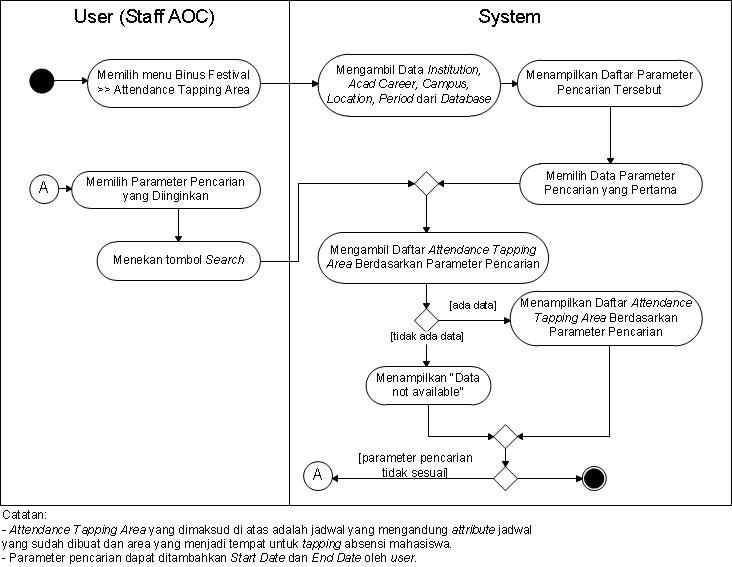 User (Staff AOC)
System
Memilih menu Binus Festival
>> Attendance Tapping Area
Mengambil Data Institution,
Acad Career, Campus,
Location, Period dari Database
Menampilkan Daftar Parameter
Pencarian Tersebut
A
Memilih Parameter Pencarian
yang Diinginkan
Memilih Data Parameter
Pencarian yang Pertama
Menekan tombol Search
Mengambil Daftar Attendance Tapping
Area Berdasarkan Parameter Pencarian
[ada data]
Menampilkan Daftar Attendance
Tapping Area Berdasarkan
Parameter Pencarian
[tidak ada data]
Menampilkan "Data
not available"
[parameter pencarian
tidak sesuai]
A
Catatan:
- Attendance Tapping Area yang dimaksud di atas adalah jadwal yang mengandung attribute jadwal
yang sudah dibuat dan area yang menjadi tempat untuk tapping absensi mahasiswa.
- Parameter pencarian dapat ditambahkan Start Date dan End Date oleh user.